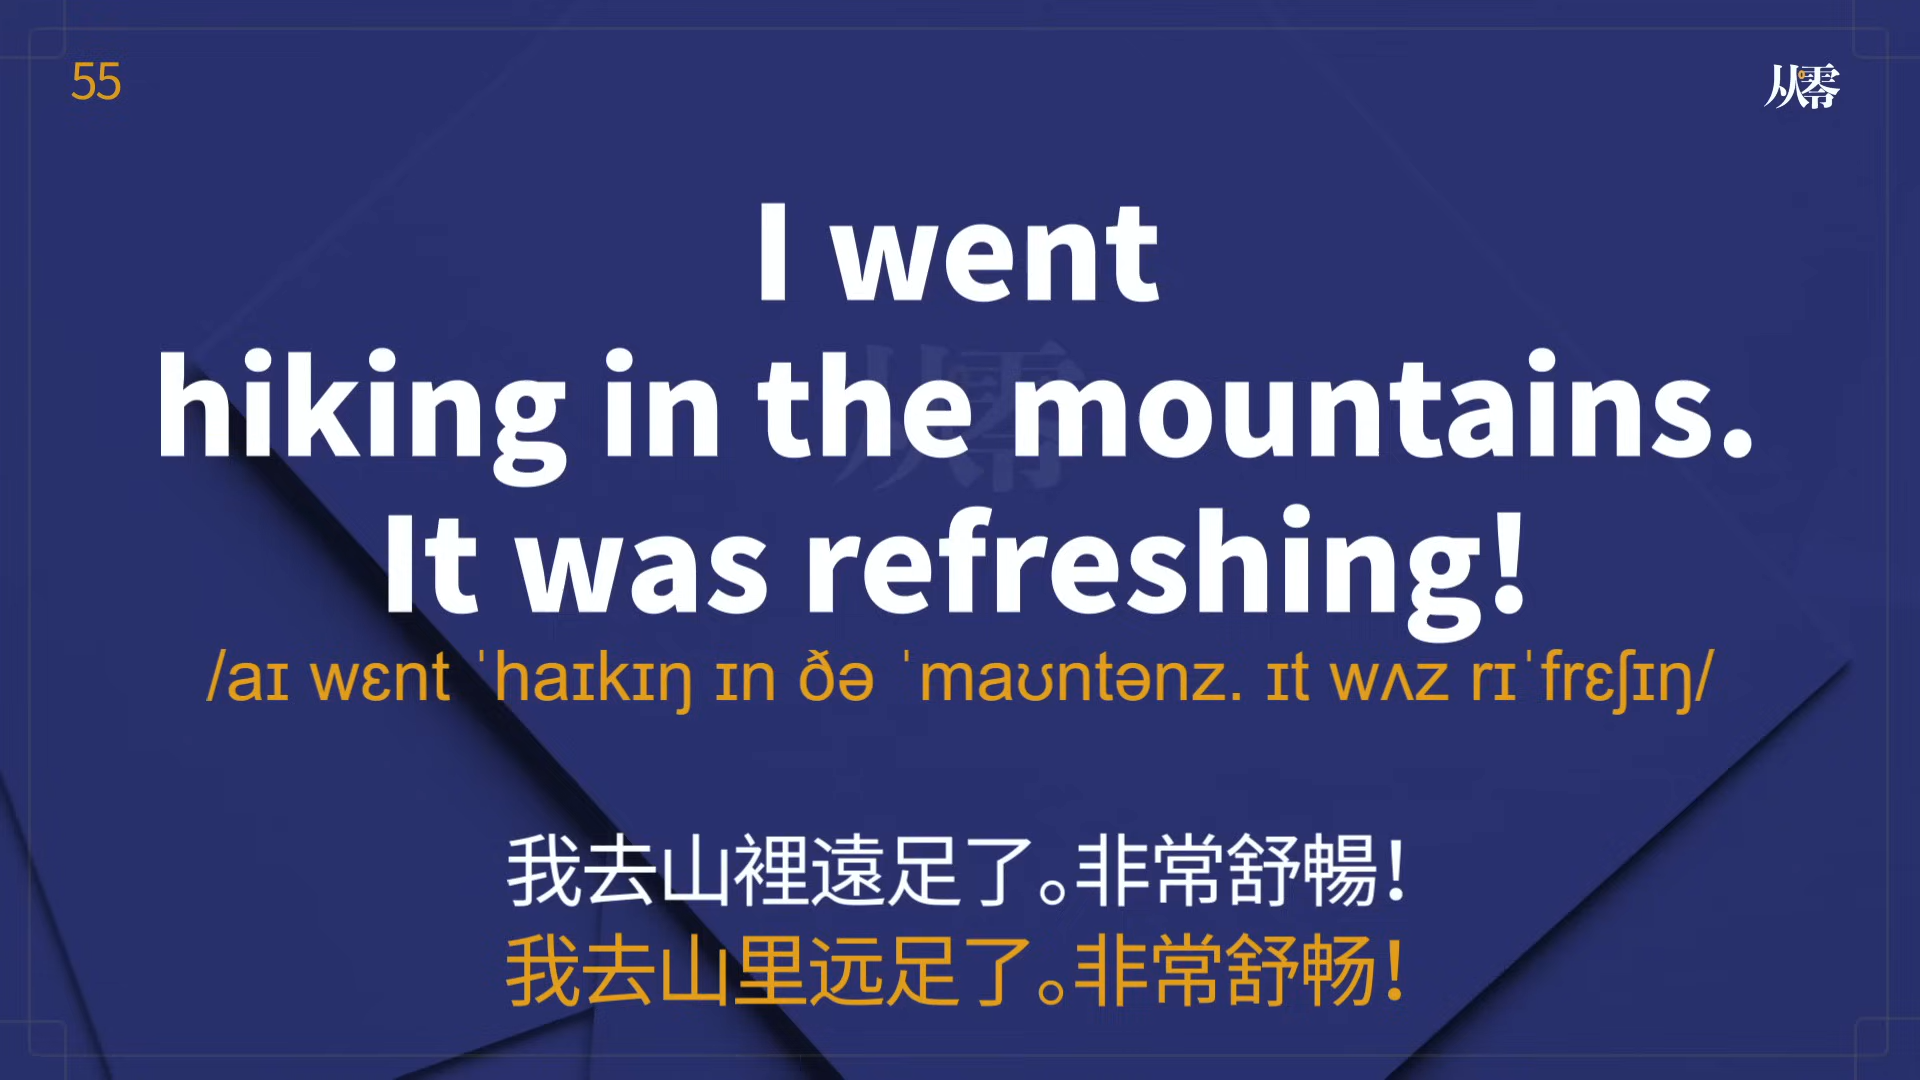 55
从零
I went
hiking in the mountains.
It was refreshing!
/aɪ wɛnt ˈhaɪkɪŋ ɪn ðə ˈmaʊntənz. ɪt wʌz rɪˈfrɛʃɪŋ/
我去山裡遠足了。非常舒暢！
我去山里远足了。非常舒畅！